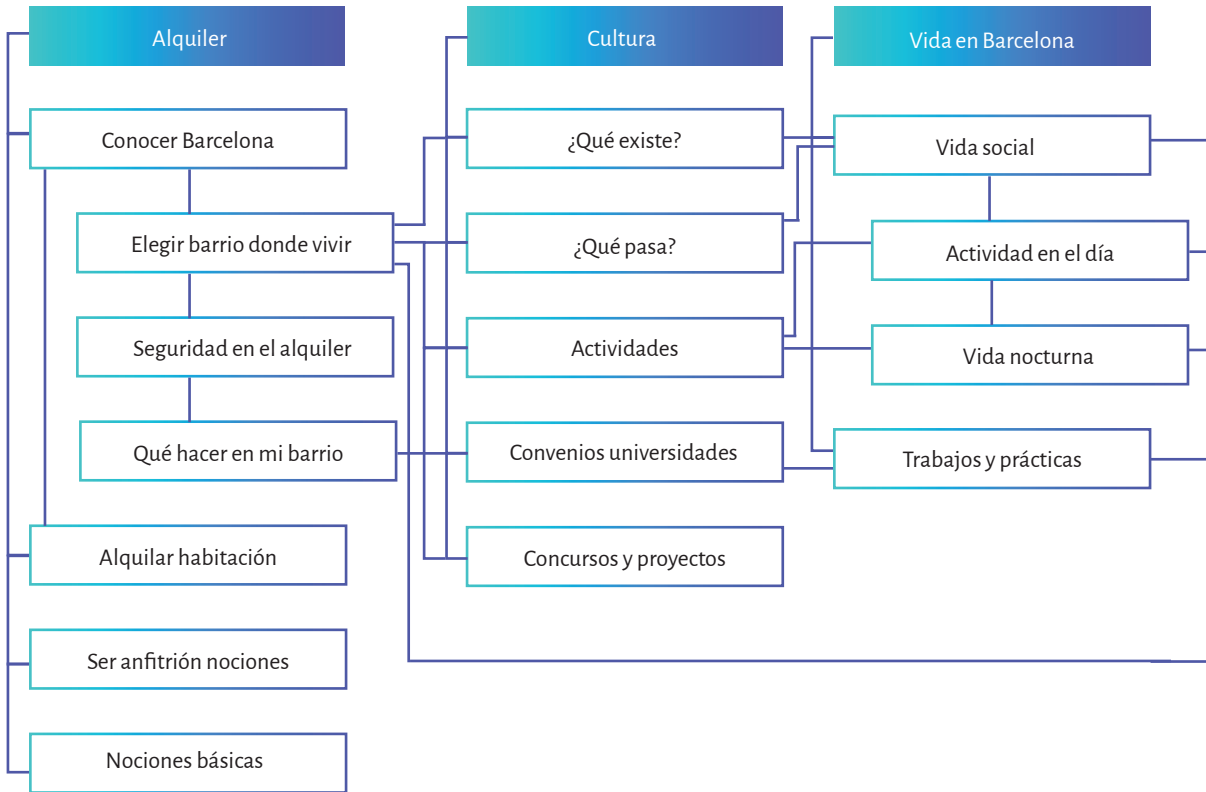 Alquiler
Conocer Barcelona
Elegir barrio donde vivir
Seguridad en el alquiler
Qué hacer en mi barrio
Alquilar habitación
Ser anfitrión nociones
Nociones básicas
Cultura
¿Qué existe?
¿Qué pasa?
Actividades
Convenios universidades
Concursos y proyectos
Vida en Barcelona
Vida social
Actividad en el día
Vida nocturna
Trabajos y prácticas